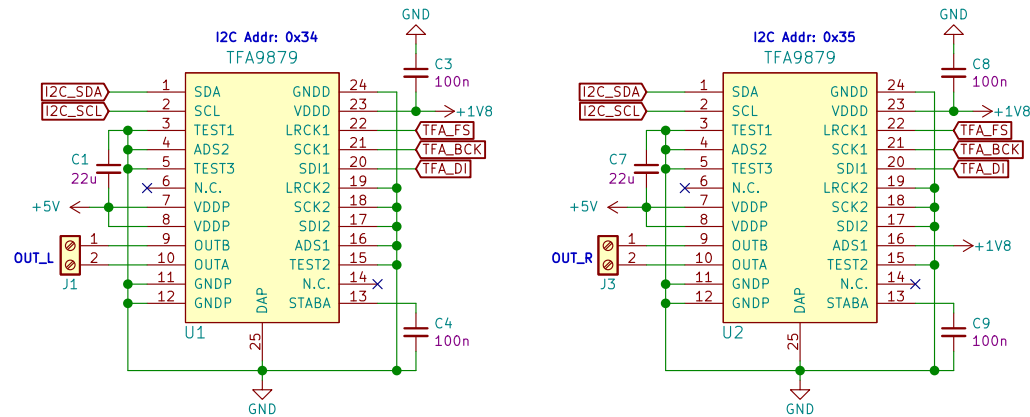 GND
I2C Addr: 0x34
TFA9879
C3
100n
I2C_SDA 1 SDA GNDD 24
I2C_SCL 2 SCL VDDD 23 +1V8
3 TEST1 LRCK1 22 TFA_FS
4 ADS2 SCK1 21 TFA_BCK
C1 5 TEST3 SDI1 20 TFA_DI
22u 6 N.C. LRCK2 19
+5V 7 VDDP SCK2 18
8 VDDP SDI2 17
1 9 OUTB ADS1 16
OUT_L 2 10 OUTA TEST2 15
J1 11 GNDP N.C. 14
12 GNDP STABA 13
DAP
U1
25
C4
100n
GND
GND
I2C Addr: 0x35
TFA9879
C8
100n
I2C_SDA 1 SDA GNDD 24
I2C_SCL 2 SCL VDDD 23 +1V8
3 TEST1 LRCK1 22 TFA_FS
4 ADS2 SCK1 21 TFA_BCK
C7 5 TEST3 SDI1 20 TFA_DI
22u 6 N.C. LRCK2 19
+5V 7 VDDP SCK2 18
8 VDDP SDI2 17
1 9 OUTB ADS1 16 +1V8
OUT_R 2 10 OUTA TEST2 15
J3 11 GNDP N.C. 14
12 GNDP STABA 13
DAP
U2
25
C9
100n
GND